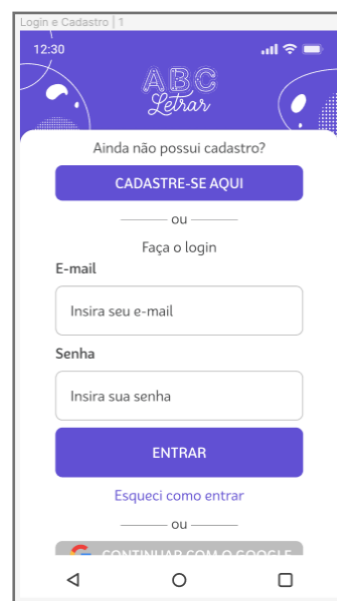 Login e Cadastro | 1
12:30
ABC
Letrar
Ainda não possui cadastro?
CADASTRE-SE AQUI
ou
Faça o login
E-mail
Insira seu e-mail
Senha
Insira sua senha
ENTRAR
Esqueci como entrar
ou
CONTINUAR COM O GOOGLE